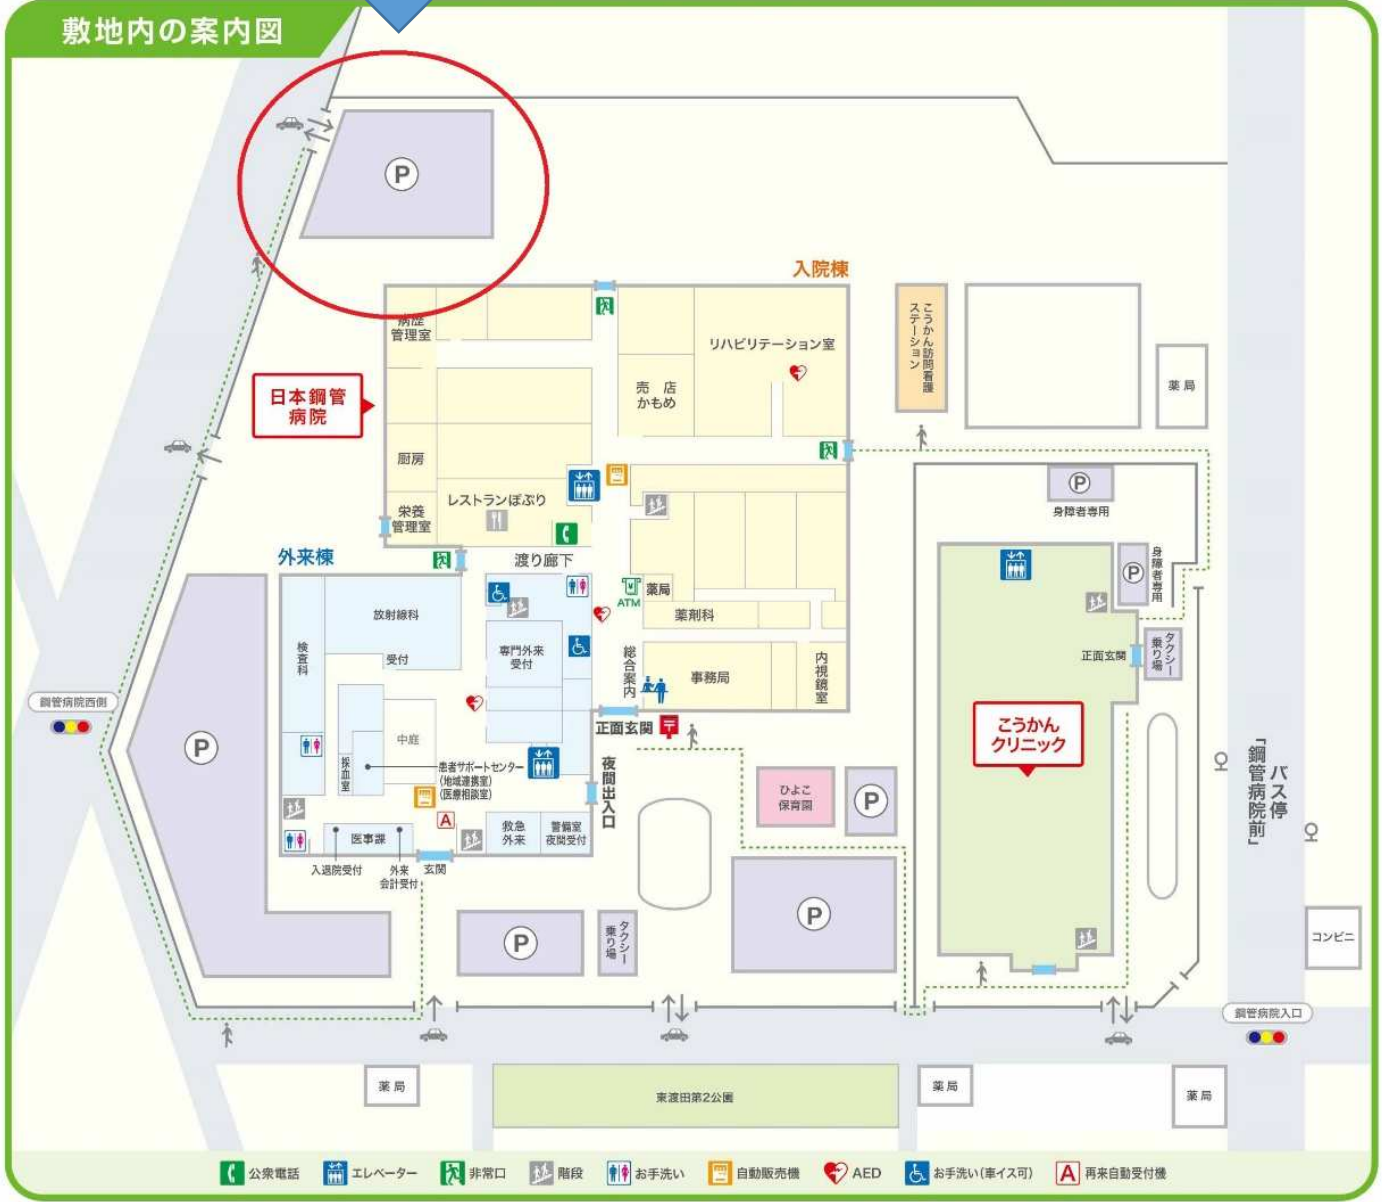 敷地内の案内図
P
入院棟
病歴
管理室
リハビリテーション室
売店
かもめ
こうかん訪問看護
ステーション
薬局
日本鋼管
病院
厨房
レストランぽぷり
栄養
管理室
P
身障者専用
外来棟
渡り廊下
P
身障者専用
放射線科
ATM
薬局
薬剤科
検査科
受付
専門外来
受付
総合案内
事務局
内視鏡室
正面玄関
タクシー
乗り場
鋼管病院西側
P
中庭
正面玄関
〒
こうかん
クリニック
採血室
患者サポートセンター
(地域連携室)
(医療相談室)
夜間出入口
ひよこ
保育園
P
バス停
「鋼管病院前」
A
医事課
救急
外来
警備室
夜間受付
入退院受付
外来
会計受付
玄関
P
タクシー
乗り場
P
コンビニ
鋼管病院入口
薬局
東渡田第2公園
薬局
薬局
公衆電話
エレベーター
非常口
階段
お手洗い
自動販売機
AED
お手洗い(車イス可)
A
再来自動受付機